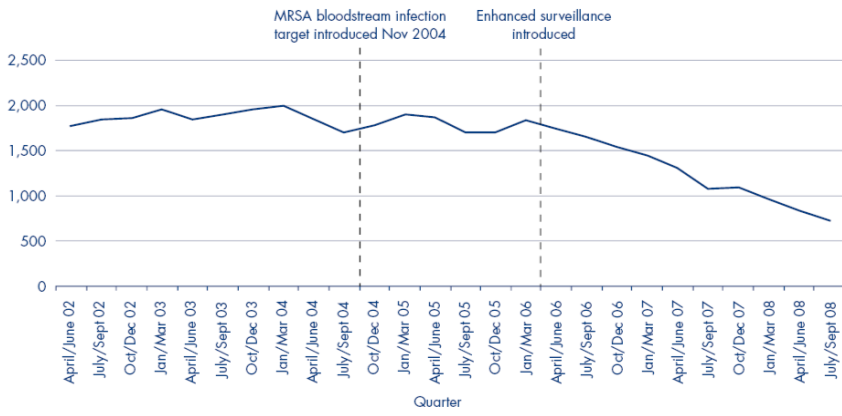 MRSA bloodstream infection
target introduced Nov 2004
Enhanced surveillance
introduced
2,500
2,000
1,500
1,000
500
0
April/June 02
July/Sept 02
Oct/Dec 02
Jan/Mar 03
April/June 03
July/Sept 03
Oct/Dec 03
Jan/Mar 04
April/June 04
July/Sept 04
Oct/Dec 04
Jan/Mar 05
April/June 05
July/Sept 05
Oct/Dec 05
Jan/Mar 06
April/June 06
July/Sept 06
Oct/Dec 06
Jan/Mar 07
April/June 07
July/Sept 07
Oct/Dec 07
Jan/Mar 08
April/June 08
July/Sept 08
Quarter